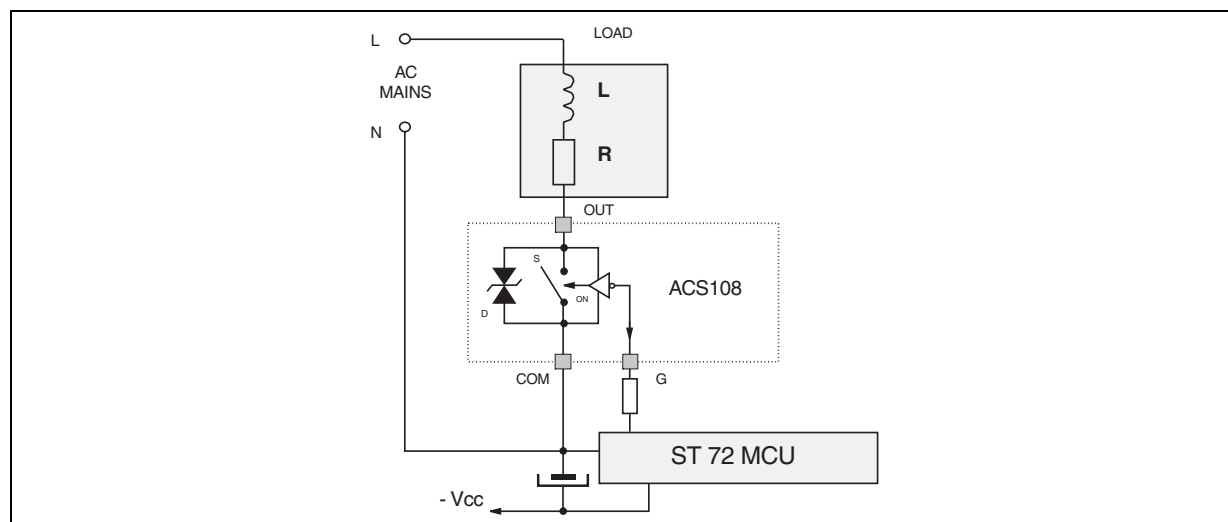 L
LOAD
AC
MAINS
L
N
R
OUT
S
ACS108
ON
D
COM
G
ST 72 MCU
- Vcc